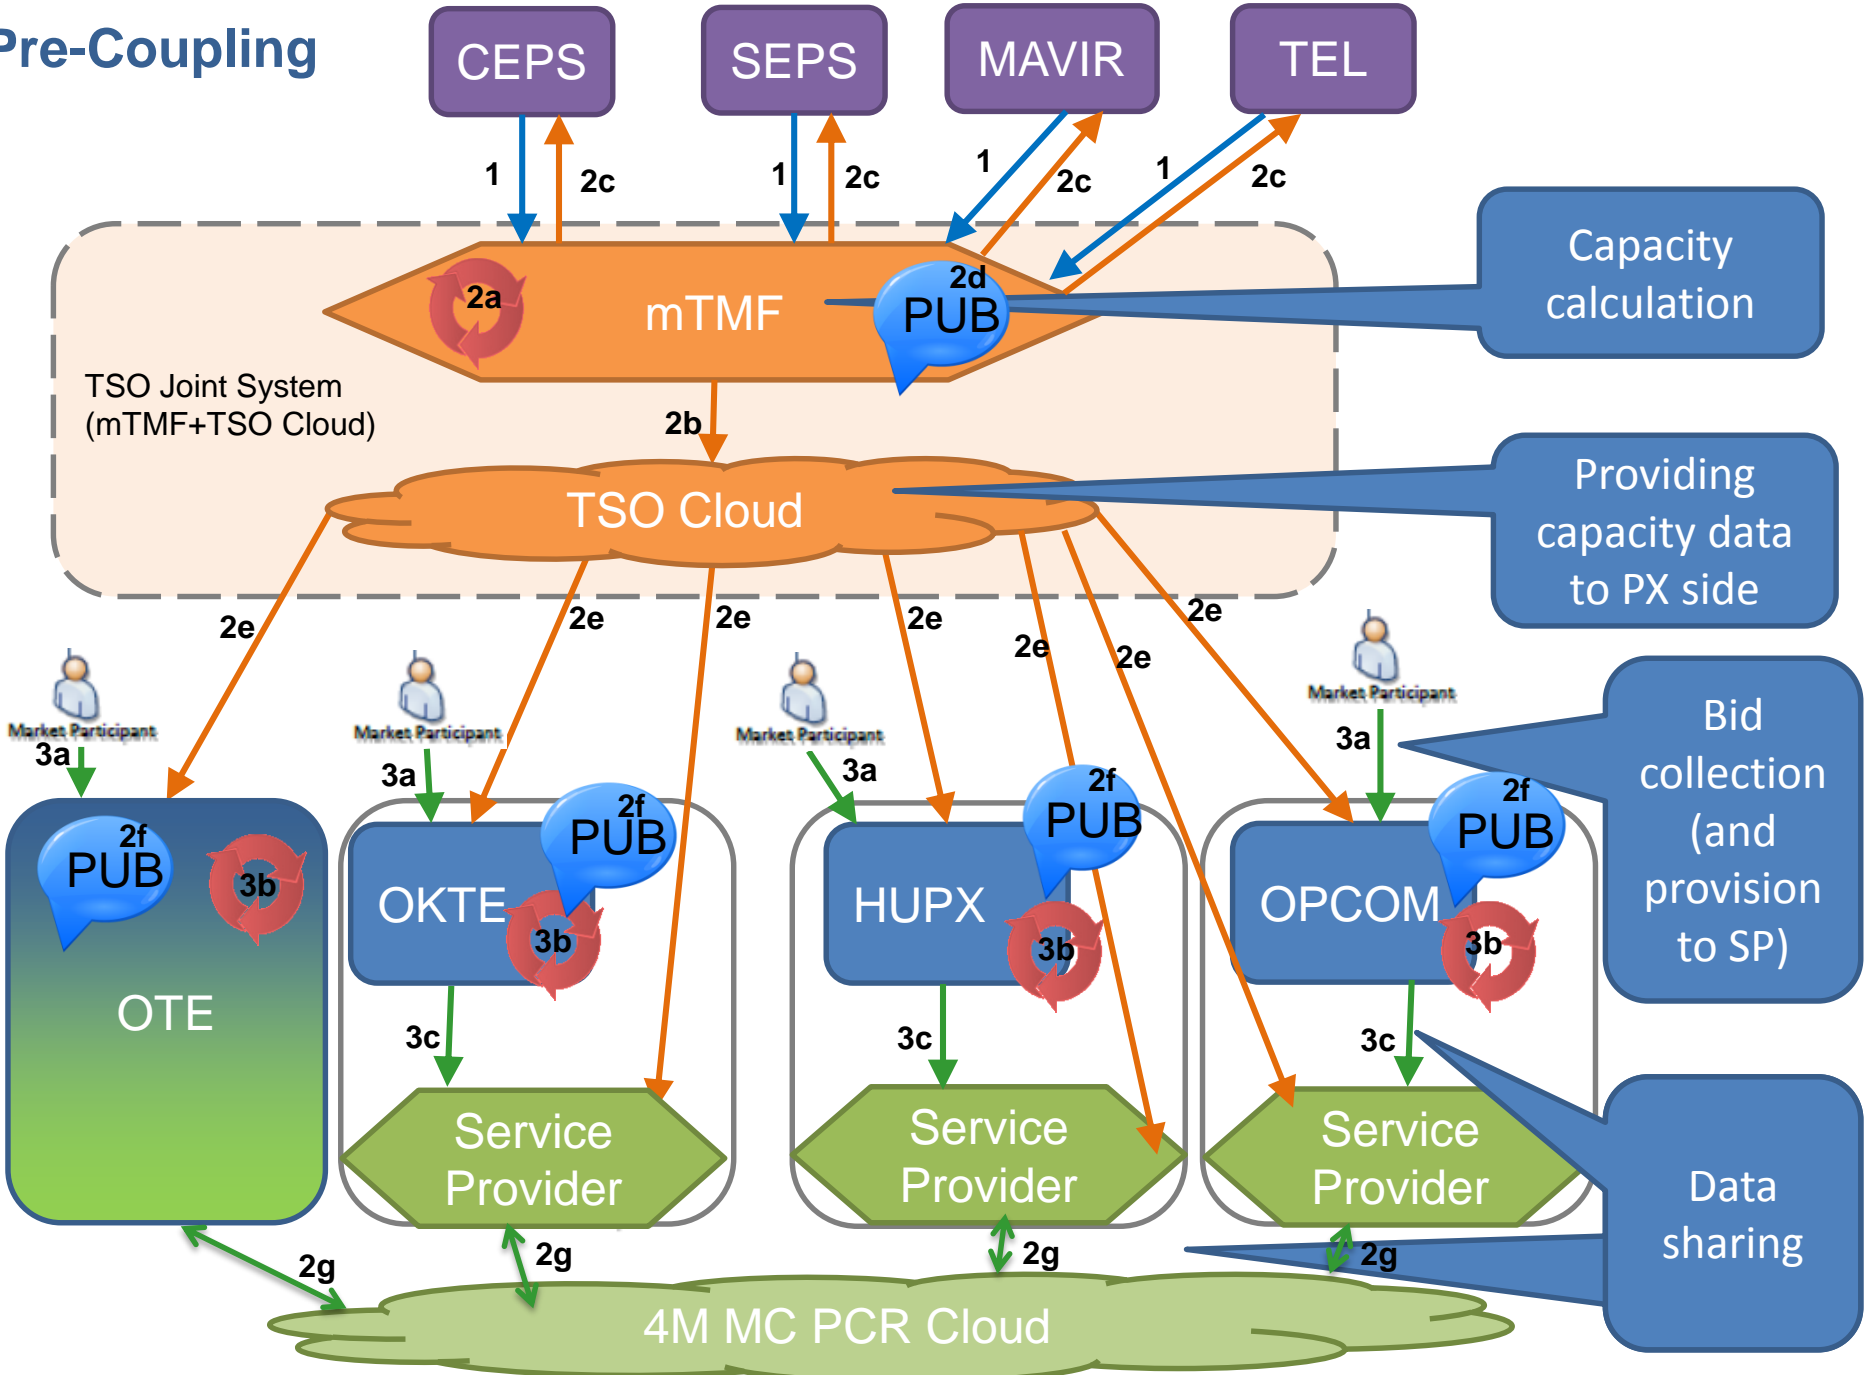 Pre-Coupling
CEPS
SEPS
MAVIR
TEL
1
2c
1
2c
1
2c
1
2c
Capacity
calculation
2a
mTMF
2d
PUB
TSO Joint System
(mTMF+TSO Cloud)
2b
TSO Cloud
Providing
capacity data
to PX side
2e
2e
2e
2e
2e
2e
2e
Market Participant
Market Participant
Market Participant
Market Participant
3a
3a
3a
3a
Bid
collection
(and
provision
to SP)
2f
PUB
3b
OTE
2f
PUB
OKTE
3b
2f
PUB
HUPX
3b
2f
PUB
OPCOM
3b
3c
3c
3c
Service
Provider
Service
Provider
Service
Provider
Data
sharing
2g
2g
2g
2g
4M MC PCR Cloud